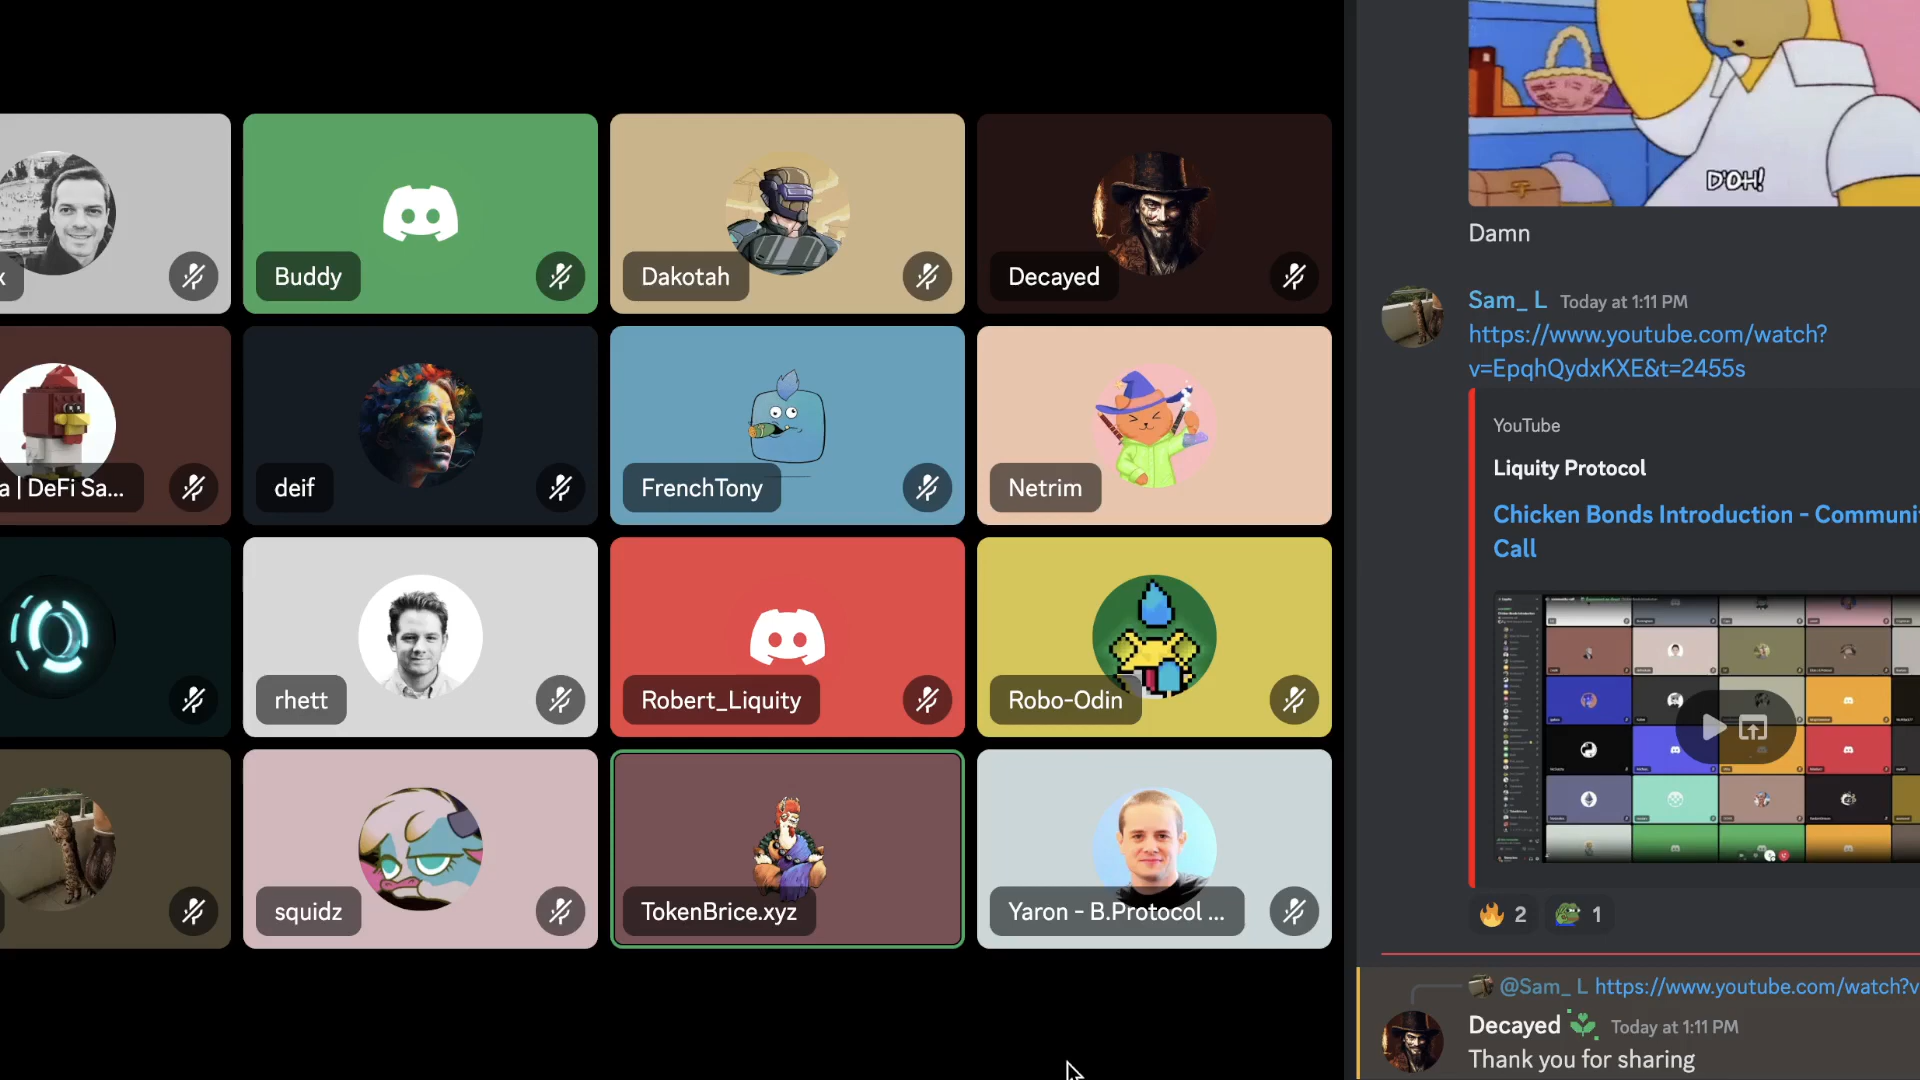 x
Buddy
Dakotah
Decayed
a | DeFi Sa...
deif
FrenchTony
Netrim
rhett
Robert_Liquity
Robo-Odin
squidz
TokenBrice.xyz
Yaron - B.Protocol ...
D'OH!
Damn
Sam_ L Today at 1:11 PM
https://www.youtube.com/watch?
v=EpqhQydxKXE&t=2455s
YouTube
Liquity Protocol
Chicken Bonds Introduction - Communi
Call
2
1
@Sam_ L https://www.youtube.com/watch?v
Decayed Today at 1:11 PM
Thank you for sharing